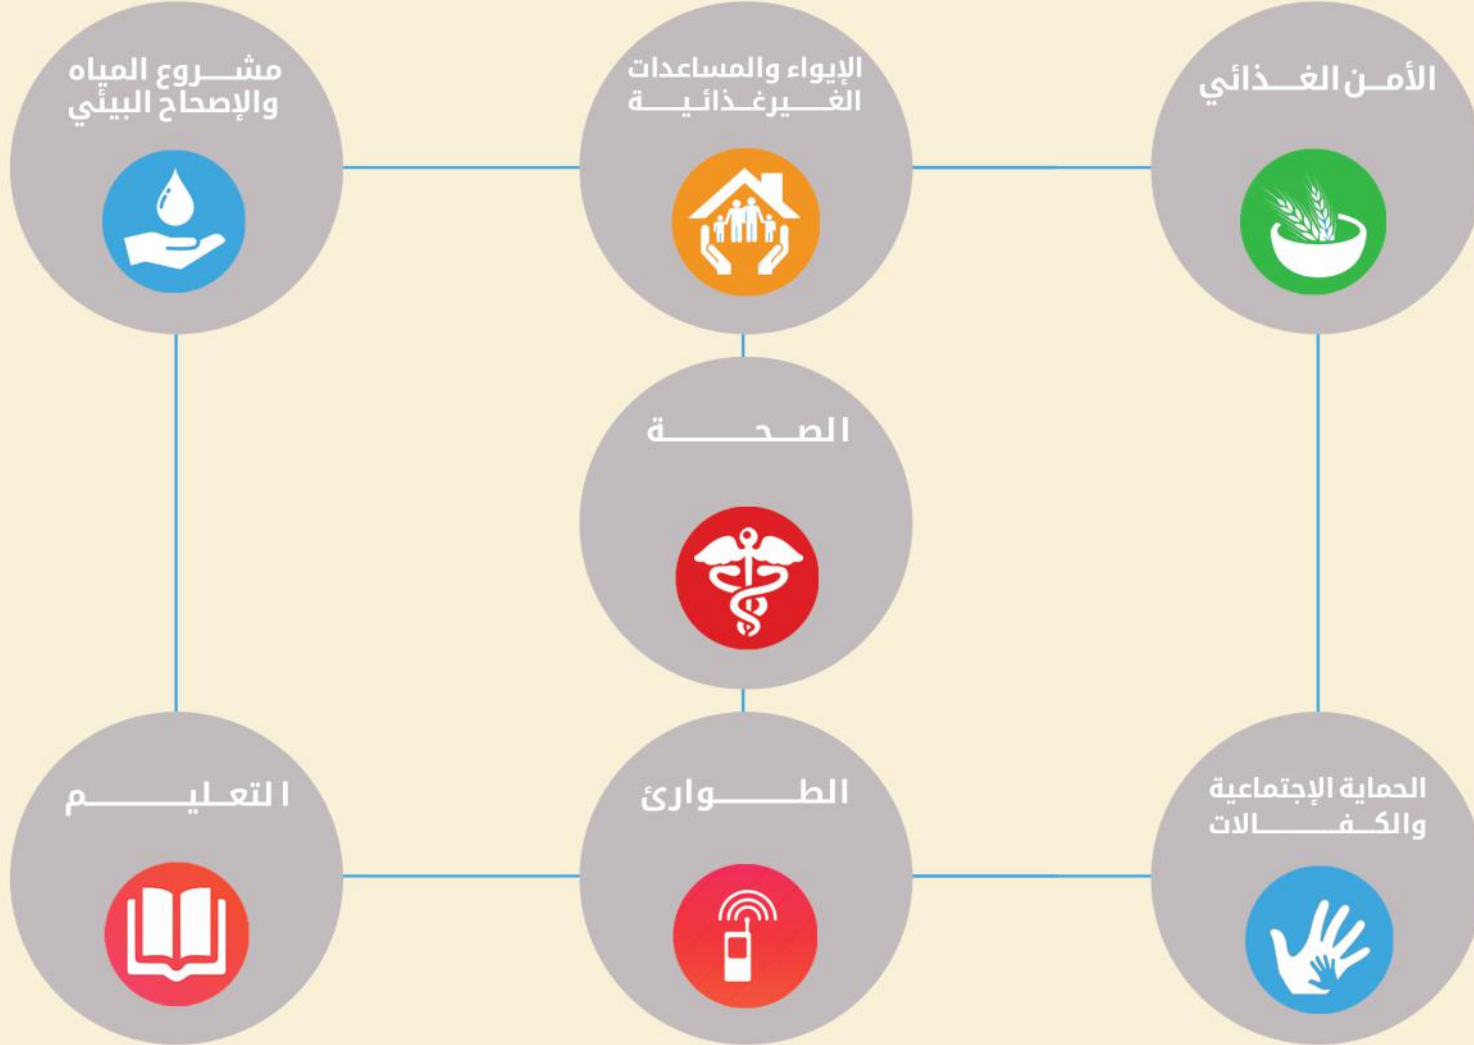 الأمن الغذائي
الإيواء والمساعدات
الغيرغذائية
مشروع المياه
والإصحاح البيئي
الصحة
الحماية الإجتماعية
والكفالات
الطوارئ
التعليم